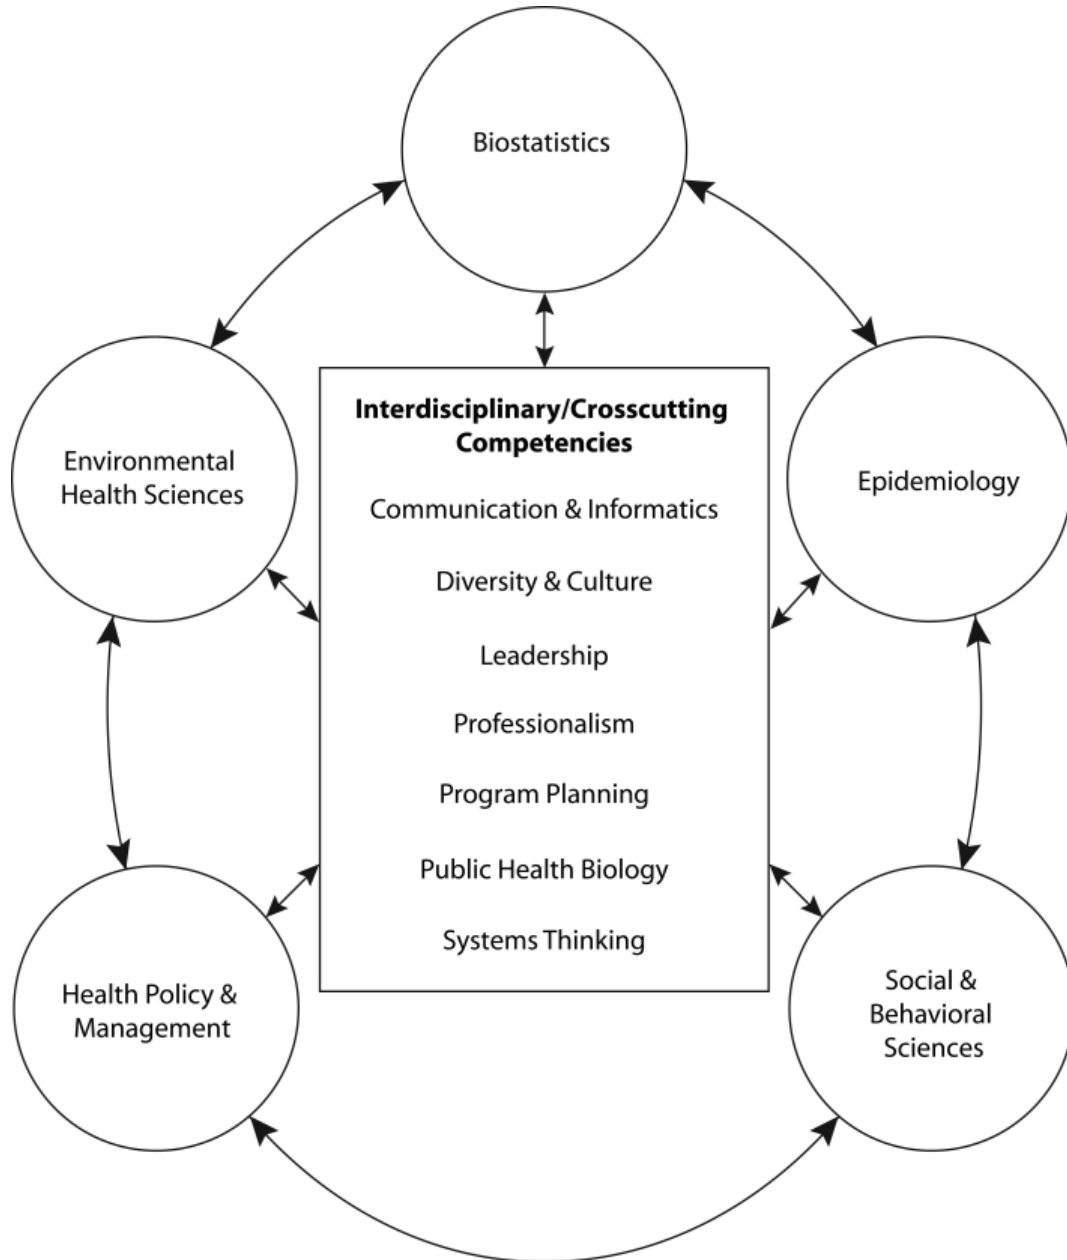 Biostatistics
Environmental
Health Sciences
Interdisciplinary/Crosscutting
Competencies
Communication & Informatics
Diversity & Culture
Leadership
Professionalism
Program Planning
Public Health Biology
Systems Thinking
Epidemiology
Health Policy &
Management
Social &
Behavioral
Sciences